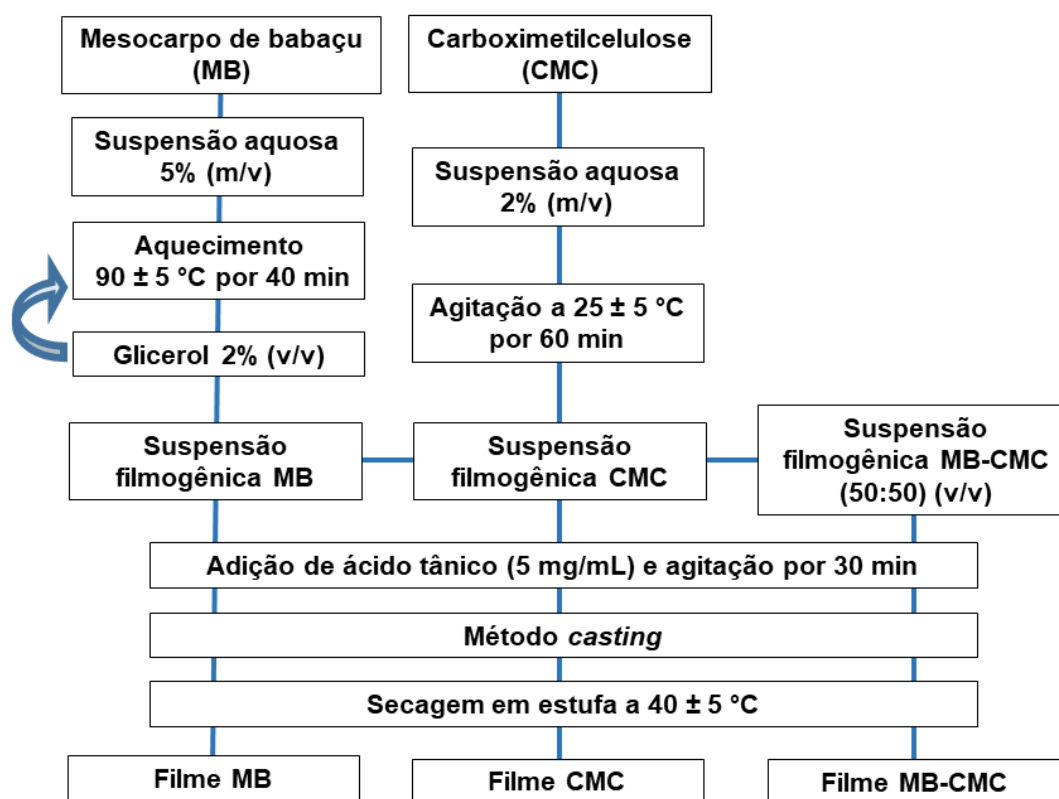 Mesocarpo de babaçu
(MB)
Carboximetilcelulose
(CMC)
Suspensão aquosa
5% (m/v)
Suspensão aquosa
2% (m/v)
Aquecimento
90 ± 5 °C por 40 min
Agitação a 25 ± 5 °C
por 60 min
Glicerol 2% (v/v)
Suspensão
filmogênica MB
Suspensão
filmogênica CMC
Suspensão
filmogênica MB-CMC
(50:50) (v/v)
Adição de ácido tânico (5 mg/mL) e agitação por 30 min
Método casting
Secagem em estufa a 40 ± 5 °C
Filme MB
Filme CMC
Filme MB-CMC